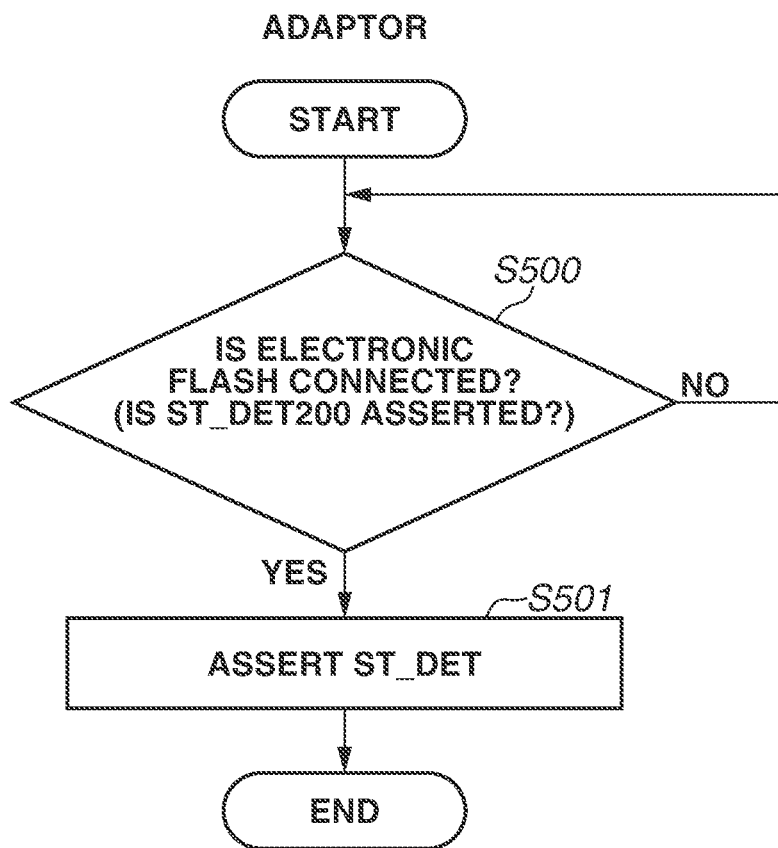 ADAPTOR
START
S500
IS ELECTRONIC
FLASH CONNECTED?
(IS ST_DET200 ASSERTED?)
NO
YES
S501
ASSERT ST_DET
END